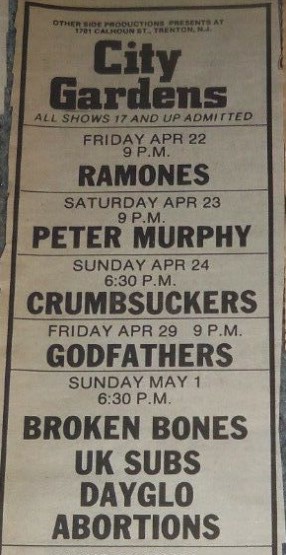 OTHER SIDE PRODUCTIONS PRESENTS AT
1701 CALHOUN ST., TRENTON, N.J.
City
Gardens
ALL SHOWS 17 AND UP ADMITTED
FRIDAY APR 22
9 P.M.
RAMONES
SATURDAY APR 23
9 P.M.
PETER MURPHY
SUNDAY APR 24
6:30 P.M.
CRUMBSUCKERS
FRIDAY APR 29 9 P.M.
GODFATHERS
SUNDAY MAY 1
6:30 P.M.
BROKEN BONES
UK SUBS
DAYGLO
ABORTIONS